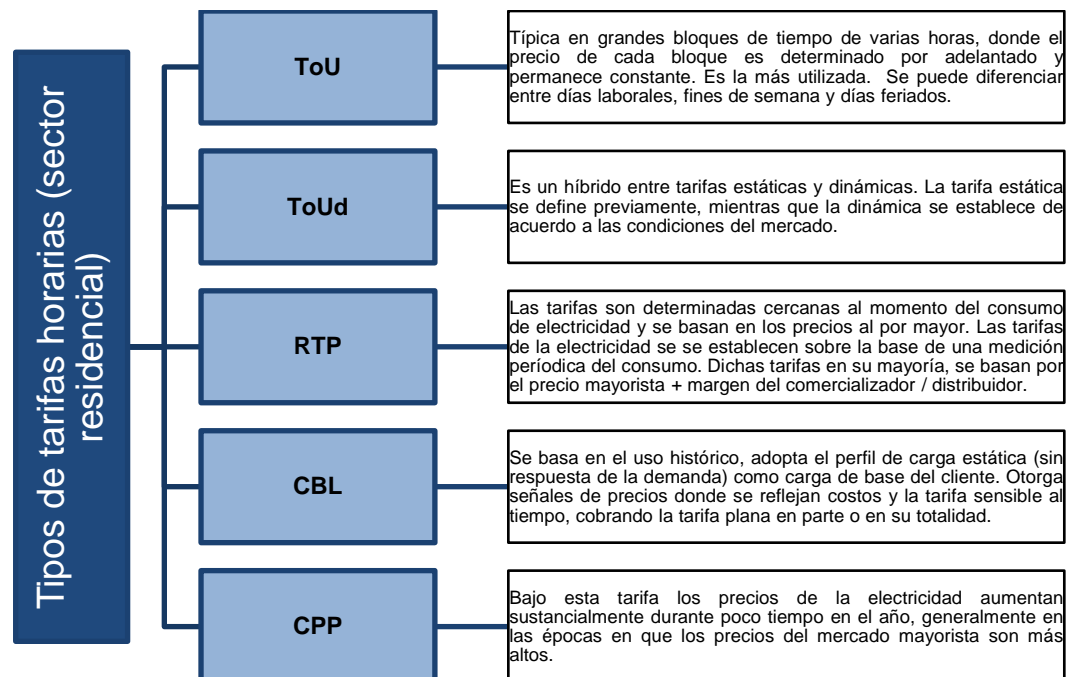 Tipos de tarifas horarias (sector
residencial)
ToU
Típica en grandes bloques de tiempo de varias horas, donde el
precio de cada bloque es determinado por adelantado y
permanece constante. Es la más utilizada. Se puede diferenciar
entre días laborales, fines de semana y días feriados.
ToUd
Es un híbrido entre tarifas estáticas y dinámicas. La tarifa estática
se define previamente, mientras que la dinámica se establece de
acuerdo a las condiciones del mercado.
RTP
Las tarifas son determinadas cercanas al momento del consumo
de electricidad y se basan en los precios al por mayor. Las tarifas
de la electricidad se se establecen sobre la base de una medición
períodica del consumo. Dichas tarifas en su mayoría, se basan por
el precio mayorista + margen del comercializador / distribuidor.
CBL
Se basa en el uso histórico, adopta el perfil de carga estática (sin
respuesta de la demanda) como carga de base del cliente. Otorga
señales de precios donde se reflejan costos y la tarifa sensible al
tiempo, cobrando la tarifa plana en parte o en su totalidad.
CPP
Bajo esta tarifa los precios de la electricidad aumentan
sustancialmente durante poco tiempo en el año, generalmente en
las épocas en que los precios del mercado mayorista son más
altos.